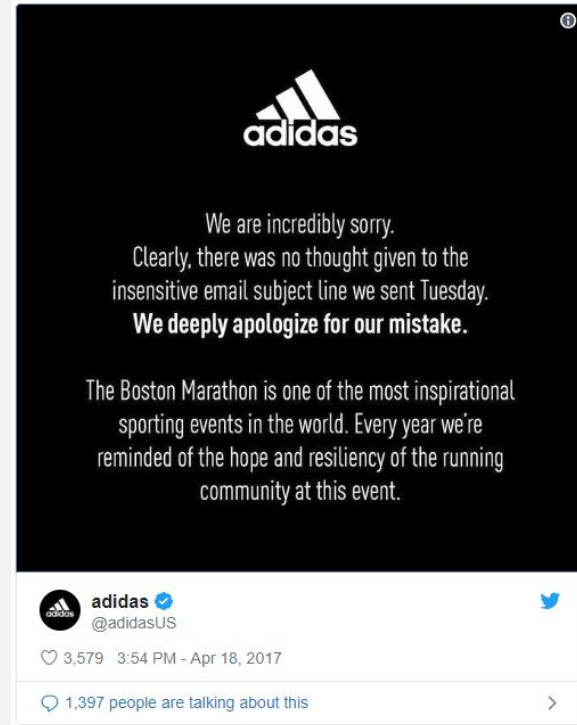 adidas
We are incredibly sorry.
Clearly, there was no thought given to the
insensitive email subject line we sent Tuesday.
We deeply apologize for our mistake.
The Boston Marathon is one of the most inspirational
sporting events in the world. Every year we're
reminded of the hope and resiliency of the running
community at this event.
adidas
adidas
@adidasUS
3,579 3:54 PM - Apr 18, 2017
1,397 people are talking about this